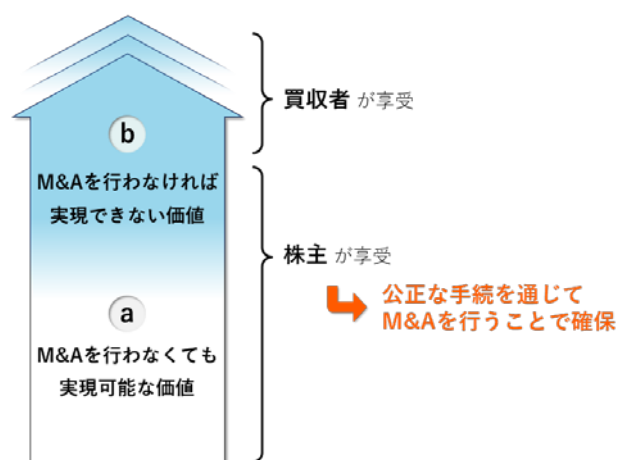 買収者 が享受
b
M&Aを行わなければ
実現できない価値
株主 が享受
公正な手続を通じて
M&Aを行うことで確保
a
M&Aを行わなくても
実現可能な価値